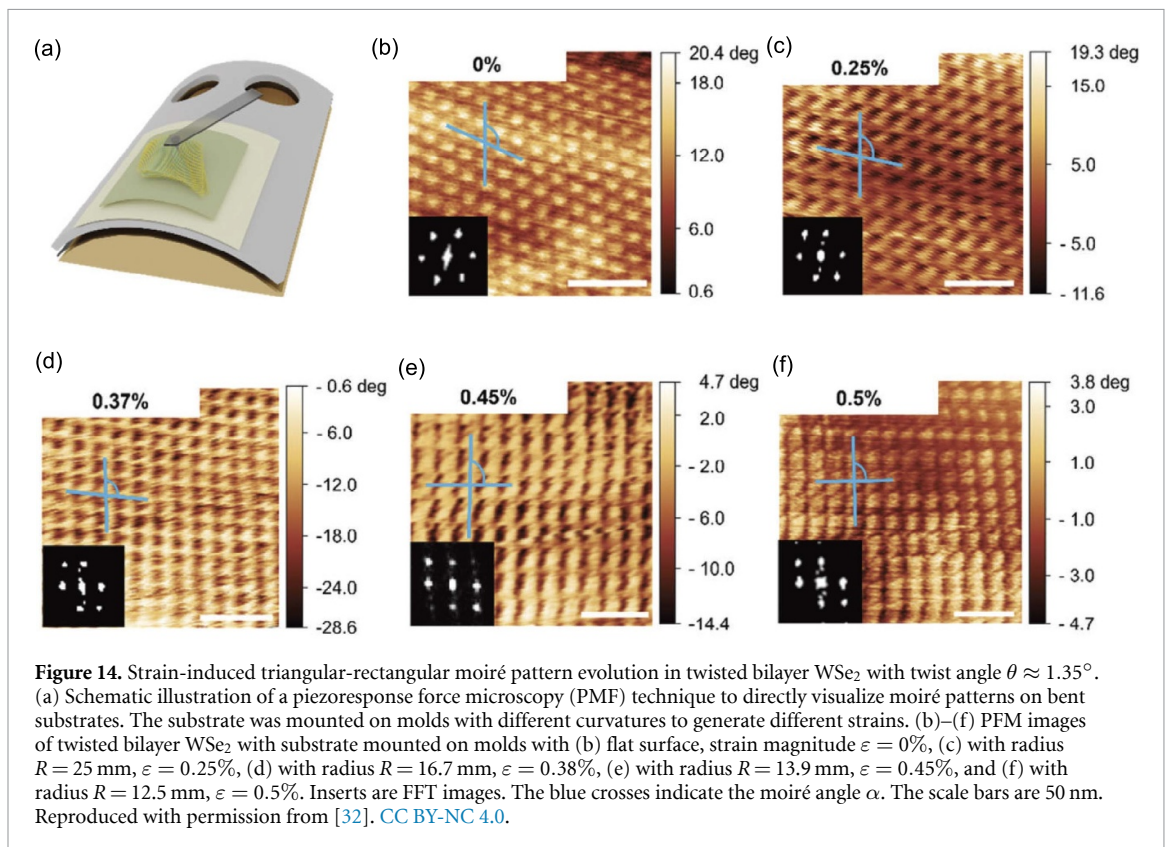 (a)
(b)
0%
20.4 deg
18.0
12.0
6.0
0.6
(c)
0.25%
19.3 deg
15.0
5.0
- 5.0
- 11.6
(d)
0.37%
- 0.6 deg
- 6.0
-12.0
-18.0
-24.0
-28.6
(e)
0.45%
4.7 deg
2.0
- 2.0
- 6.0
- 10.0
-14.4
(f)
0.5%
3.8 deg
3.0
1.0
- 1.0
- 3.0
- 4.7
Figure 14. Strain-induced triangular-rectangular moiré pattern evolution in twisted bilayer WSe₂ with twist angle θ ≈ 1.35°.
(a) Schematic illustration of a piezoresponse force microscopy (PMF) technique to directly visualize moiré patterns on bent
substrates. The substrate was mounted on molds with different curvatures to generate different strains. (b)–(f) PFM images
of twisted bilayer WSe₂ with substrate mounted on molds with (b) flat surface, strain magnitude ε = 0%, (c) with radius
R = 25 mm, ε = 0.25%, (d) with radius R = 16.7 mm, ε = 0.38%, (e) with radius R = 13.9 mm, ε = 0.45%, and (f) with
radius R = 12.5 mm, ε = 0.5%. Inserts are FFT images. The blue crosses indicate the moiré angle α. The scale bars are 50 nm.
Reproduced with permission from [32]. CC BY-NC 4.0.